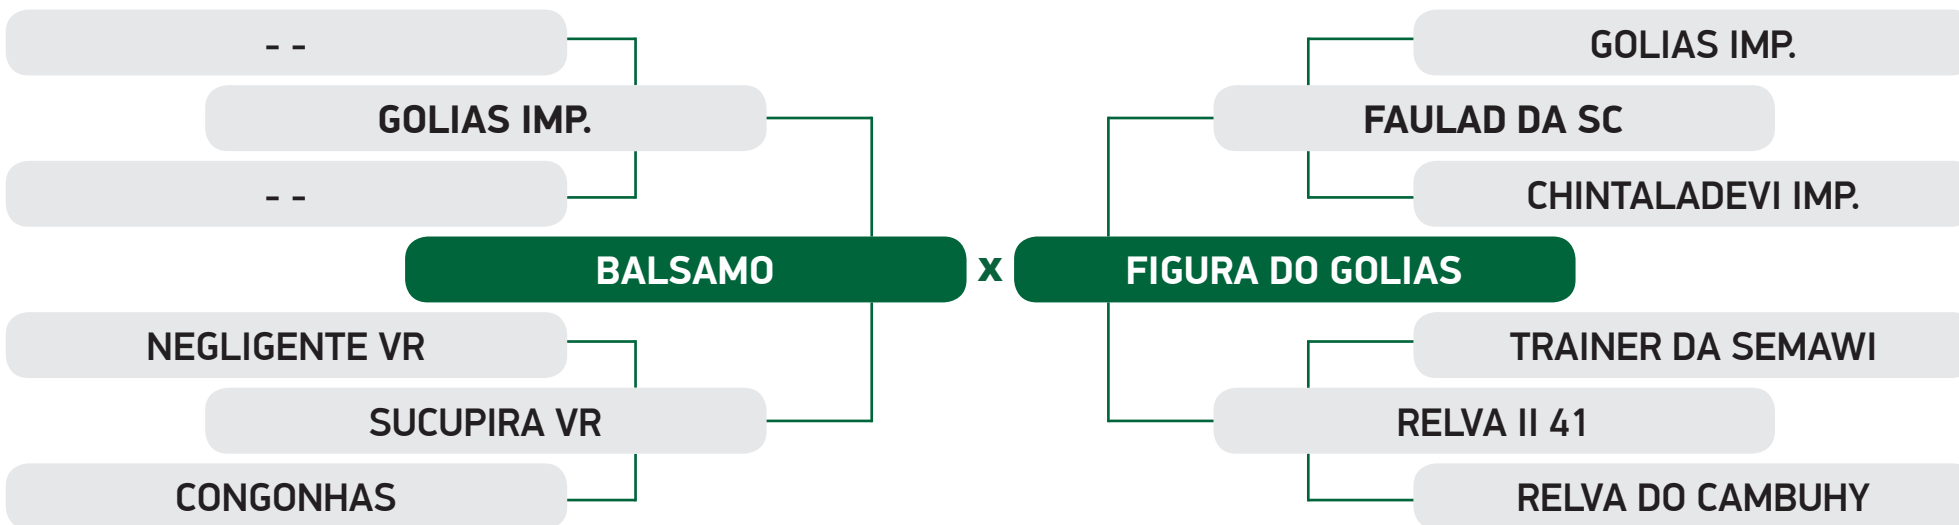 - -
GOLIAS IMP.
GOLIAS IMP.
FAULAD DA SC
- -
CHINTALADEVI IMP.
BALSAMO x FIGURA DO GOLIAS
NEGLIGENTE VR
TRAINER DA SEMAWI
SUCUPIRA VR
RELVA II 41
CONGONHAS
RELVA DO CAMBUHY